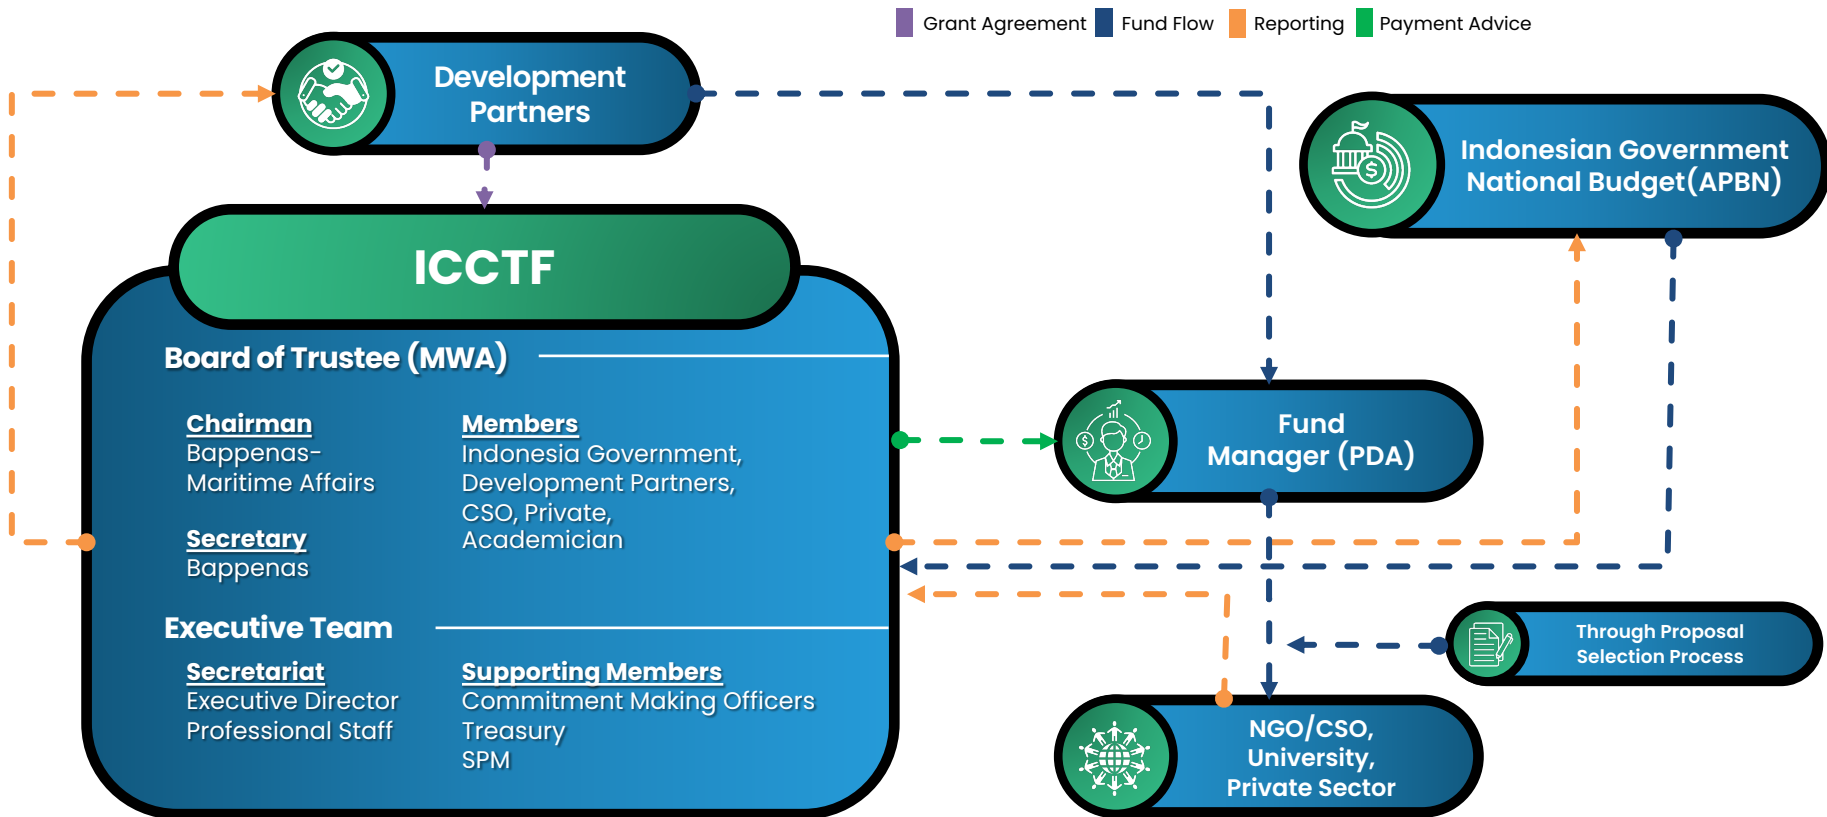 Grant Agreement
Fund Flow
Reporting
Payment Advice
Development
Partners
Indonesian Government
National Budget(APBN)
ICCTF
Board of Trustee (MWA)
Chairman
Bappenas-
Maritime Affairs
Members
Indonesia Government,
Development Partners,
CSO, Private,
Academician
Secretary
Bappenas
Executive Team
Secretariat
Executive Director
Professional Staff
Supporting Members
Commitment Making Officers
Treasury
SPM
Fund
Manager (PDA)
Through Proposal
Selection Process
NGO/CSO,
University,
Private Sector